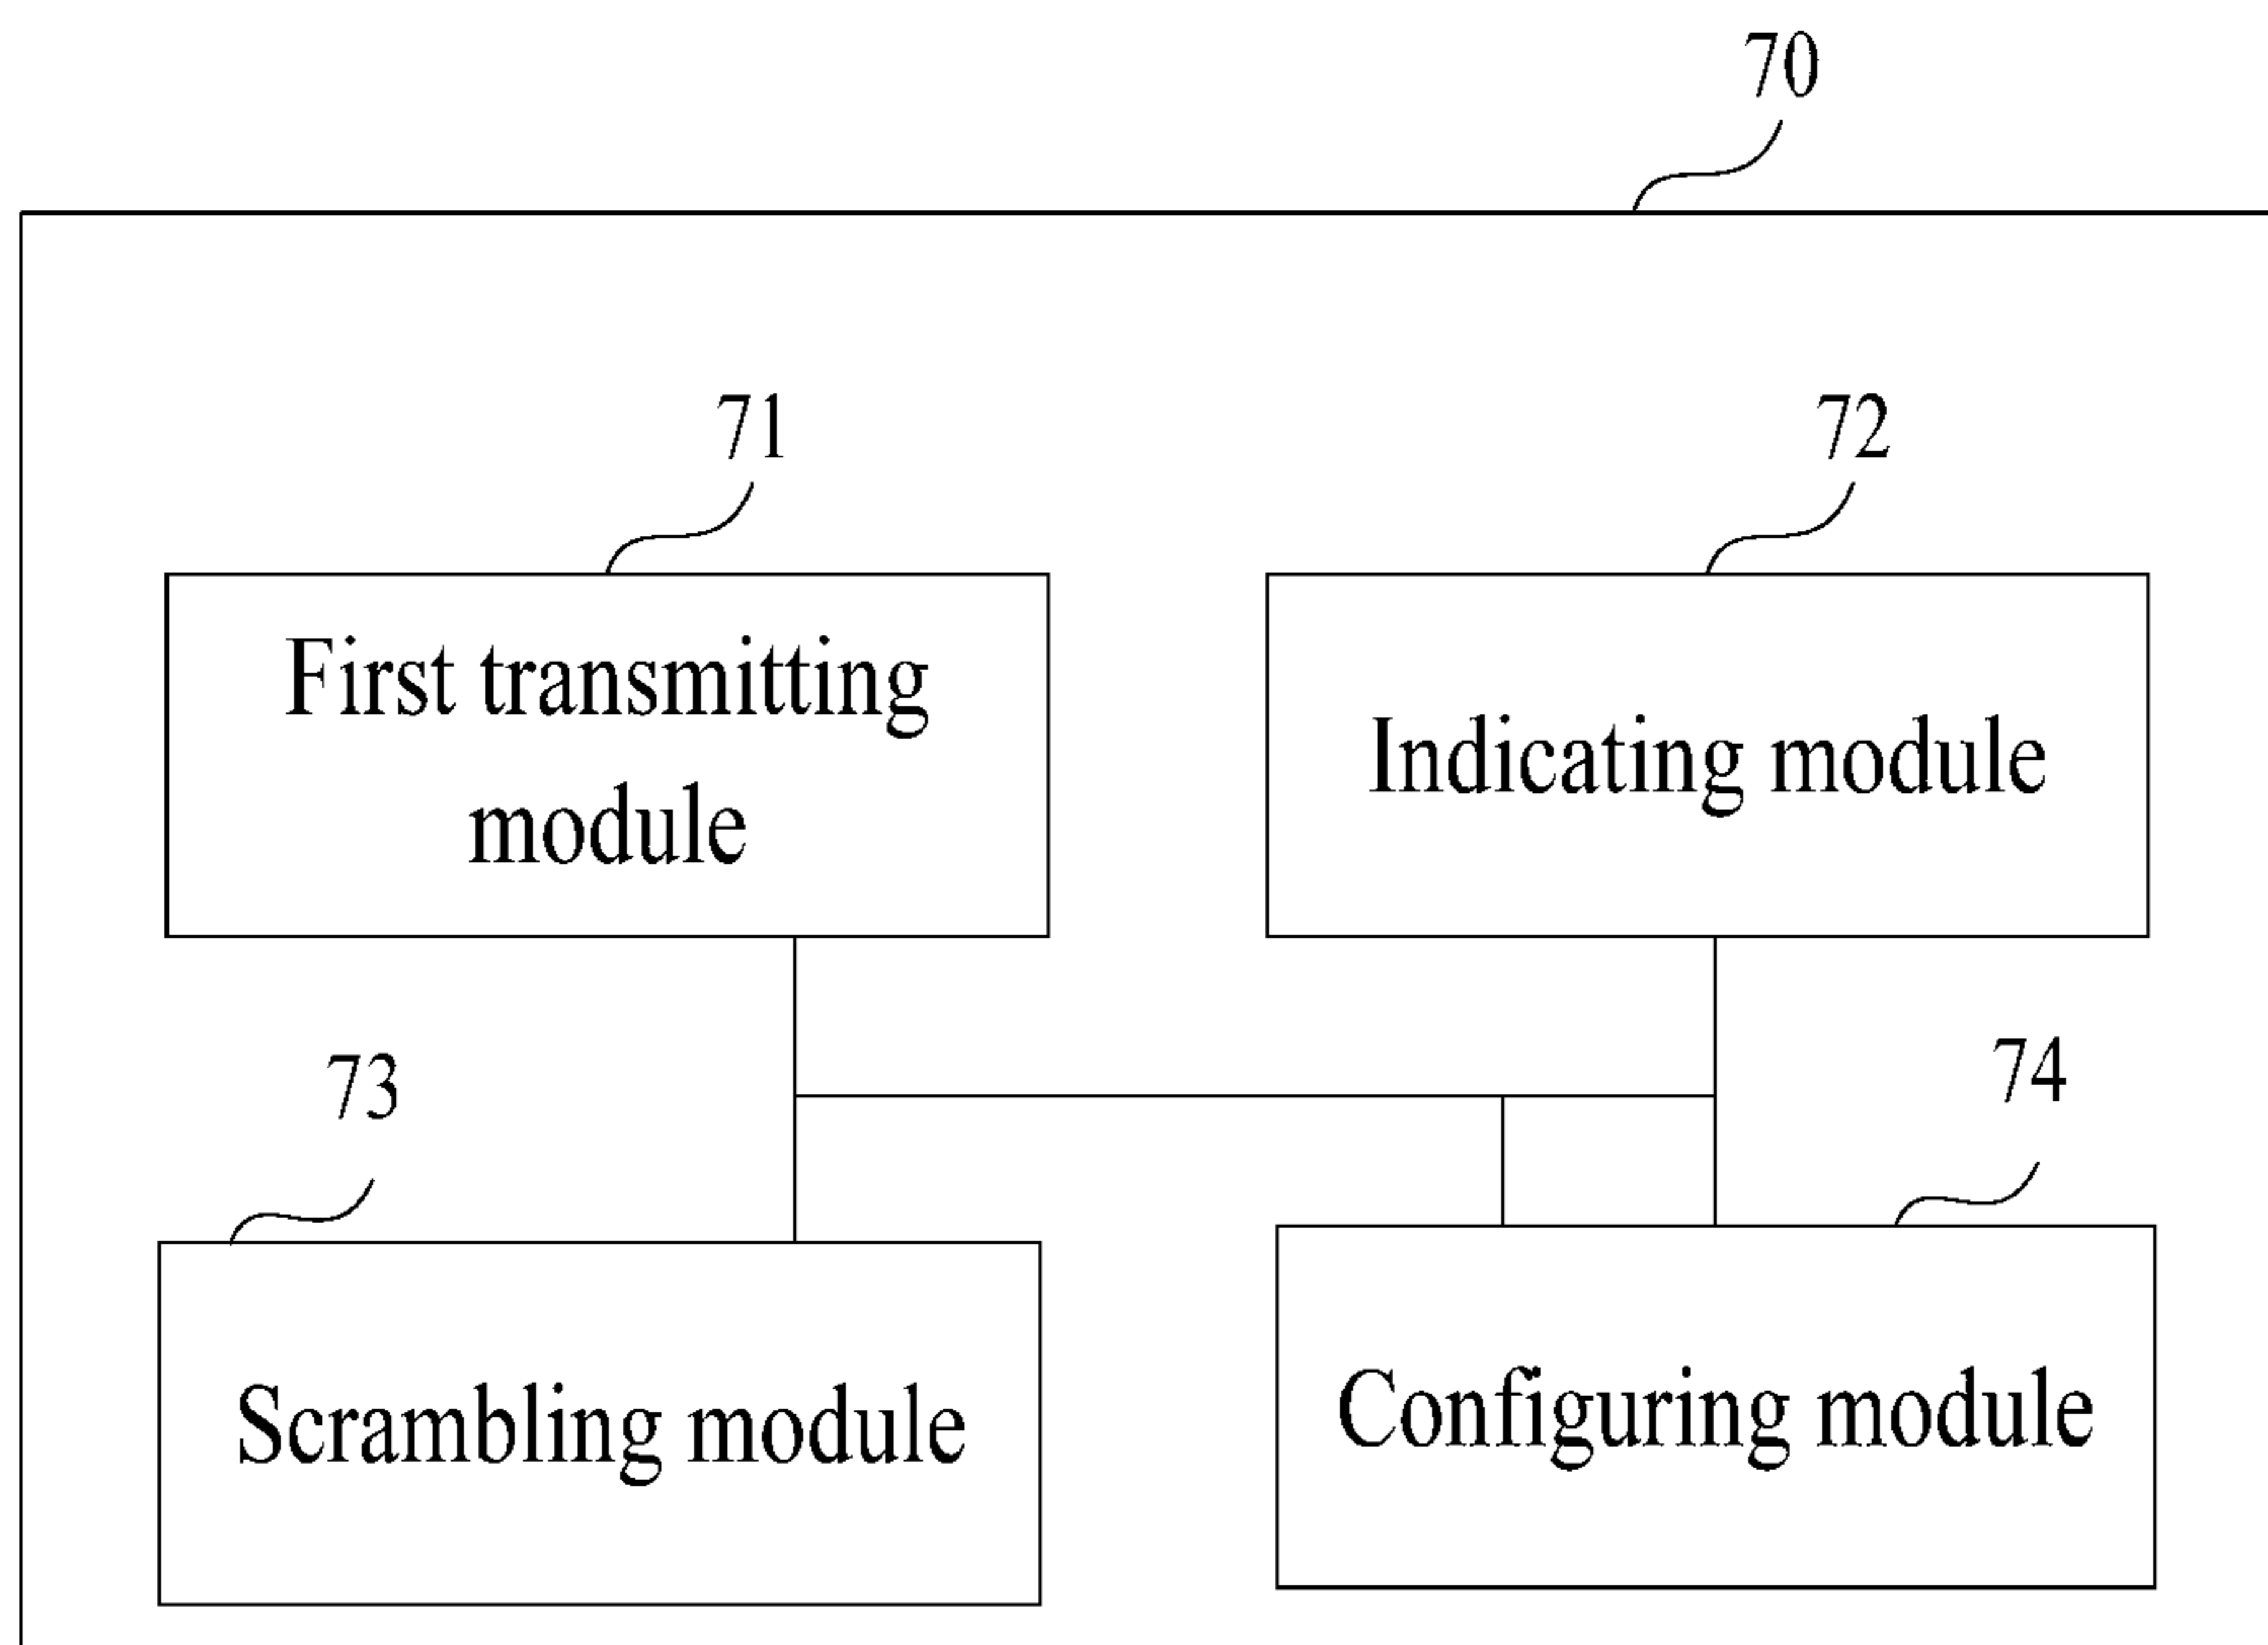 70
71
72
First transmitting
module
Indicating module
73
74
Scrambling module
Configuring module